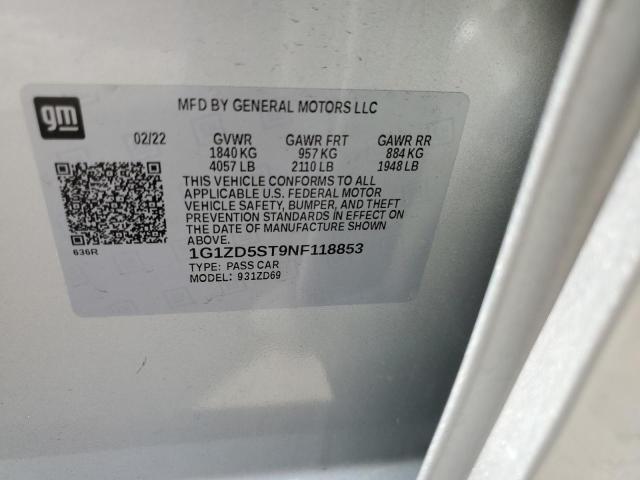 gm
MFD BY GENERAL MOTORS LLC
02/22 GVWR GAWR FRT GAWR RR
1840 KG 957 KG 884 KG
4057 LB 2110 LB 1948 LB
THIS VEHICLE CONFORMS TO ALL
APPLICABLE U.S. FEDERAL MOTOR
VEHICLE SAFETY, BUMPER, AND THEFT
PREVENTION STANDARDS IN EFFECT ON
THE DATE OF MANUFACTURE SHOWN
ABOVE.
636R
1G1ZD5ST9NF118853
TYPE: PASS CAR
MODEL: 931ZD69